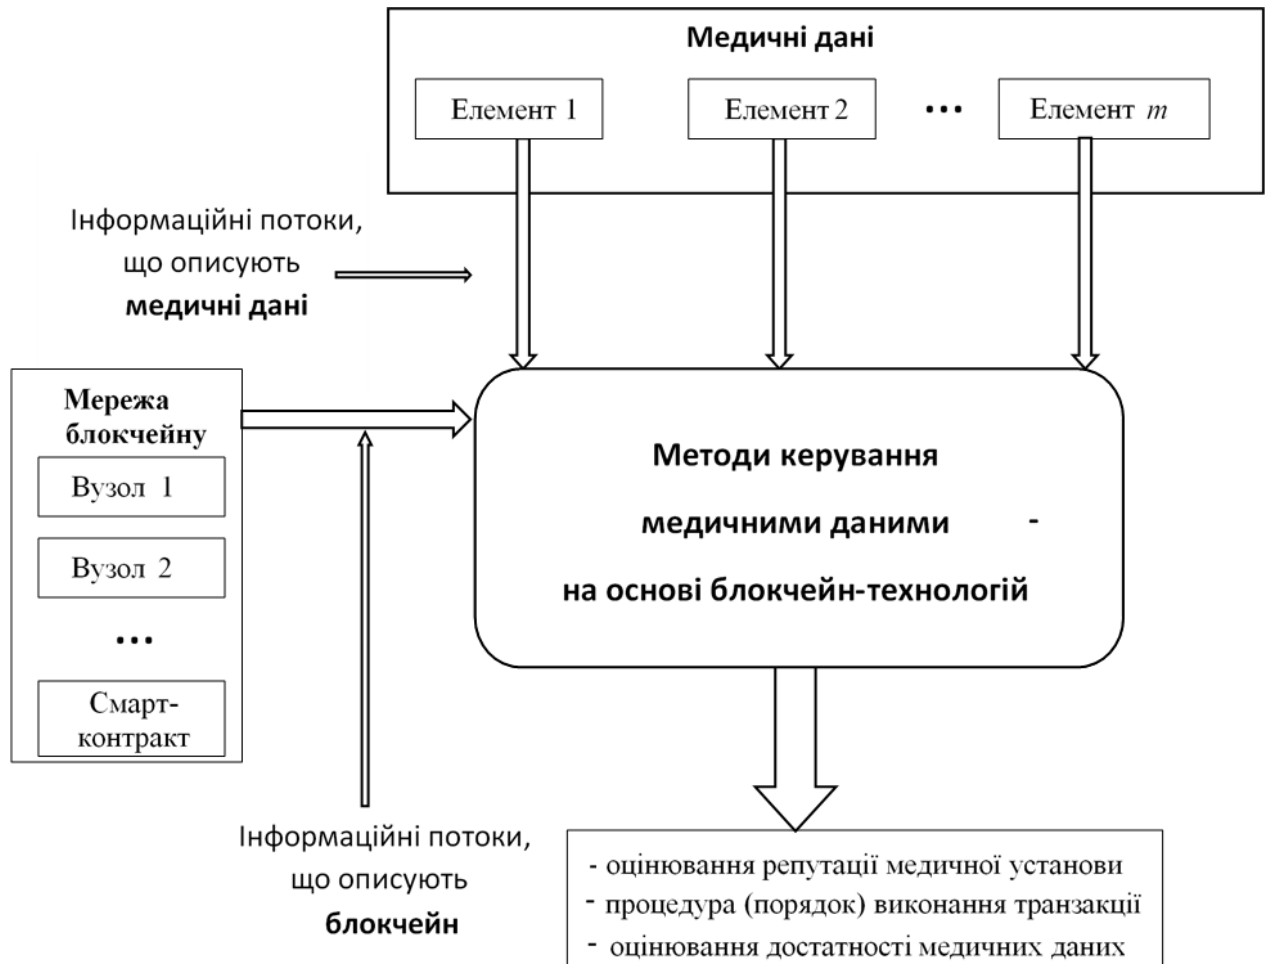 Медичні дані
Елемент 1
Елемент 2
...
Елемент m
Інформаційні потоки,
що описують
медичні дані
Мережа
блокчейну
Вузол 1
Вузол 2
...
Смарт-
контракт
Методи керування
медичними даними -
на основі блокчейн-технологій
Інформаційні потоки,
що описують
блокчейн
- оцінювання репутації медичної установи
- процедура (порядок) виконання транзакції
- оцінювання достатності медичних даних